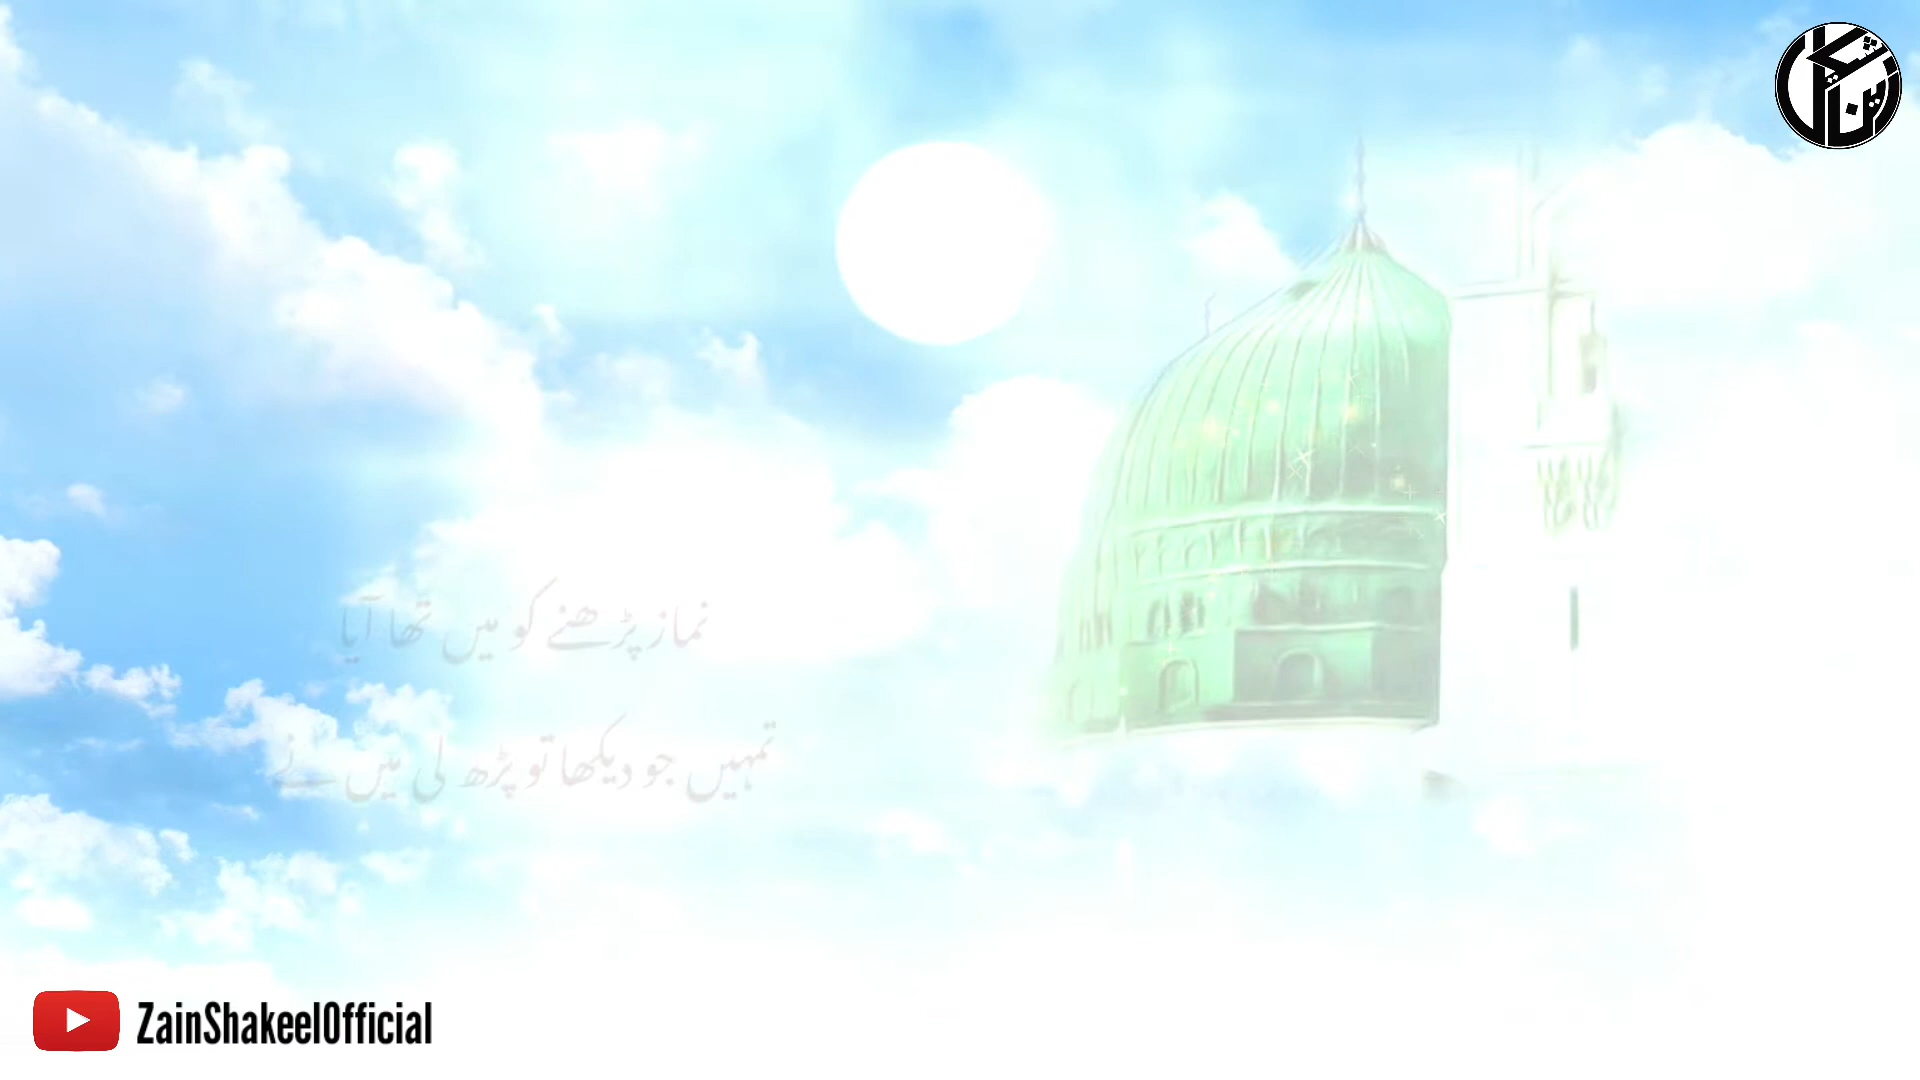 نماز پڑھنے کو میں تھا آیا
تمہیں جو دیکھا تو پڑھ لی میں نے
ZainShakeelOfficial